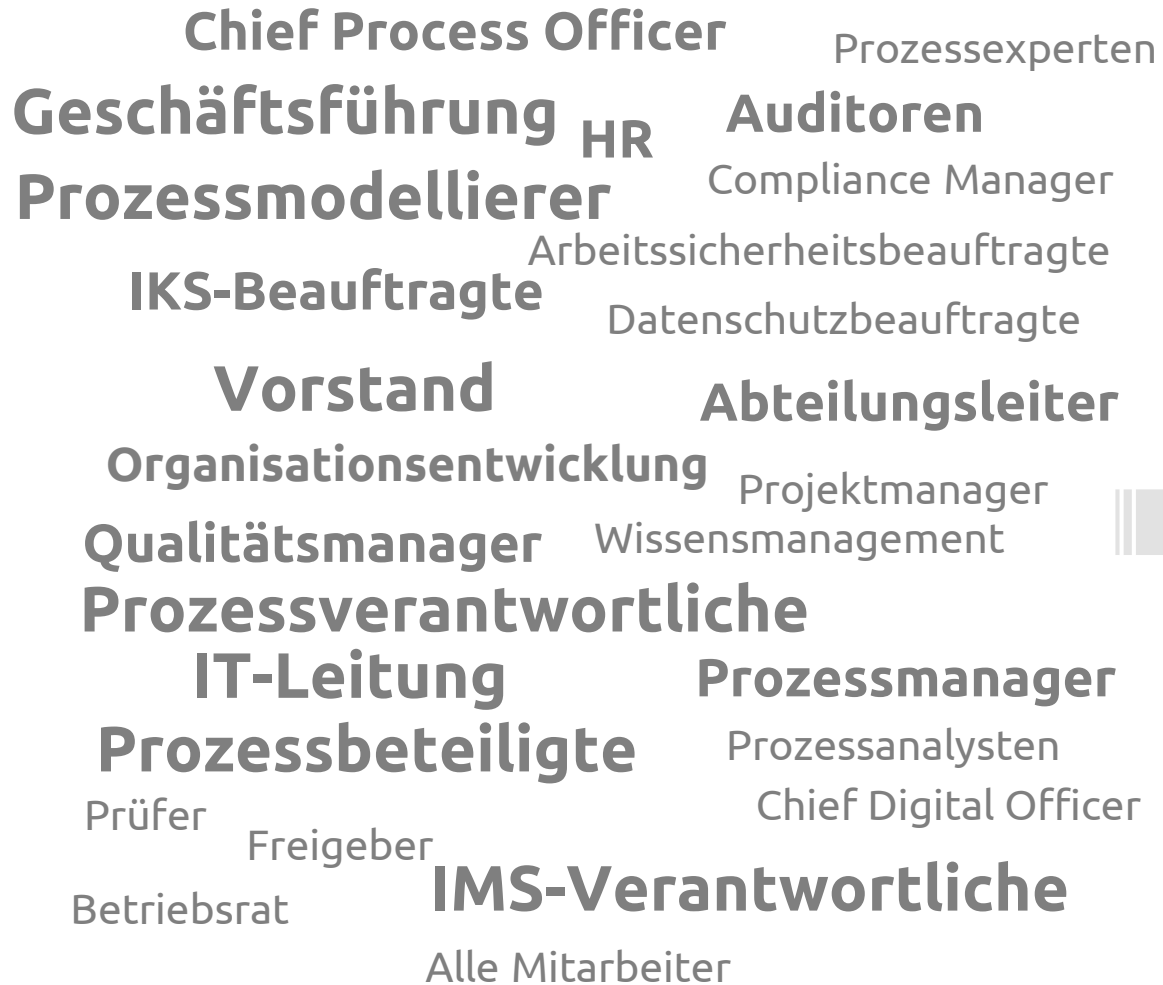 Chief Process Officer
Prozessexperten
Geschäftsführung
HR
Auditoren
Prozessmodellierer
Compliance Manager
Arbeitssicherheitsbeauftragte
IKS-Beauftragte
Datenschutzbeauftragte
Vorstand
Abteilungsleiter
Organisationsentwicklung
Projektmanager
Qualitätsmanager
Wissensmanagement
Prozessverantwortliche
IT-Leitung
Prozessmanager
Prozessbeteiligte
Prozessanalysten
Prüfer
Chief Digital Officer
Freigeber
IMS-Verantwortliche
Betriebsrat
Alle Mitarbeiter